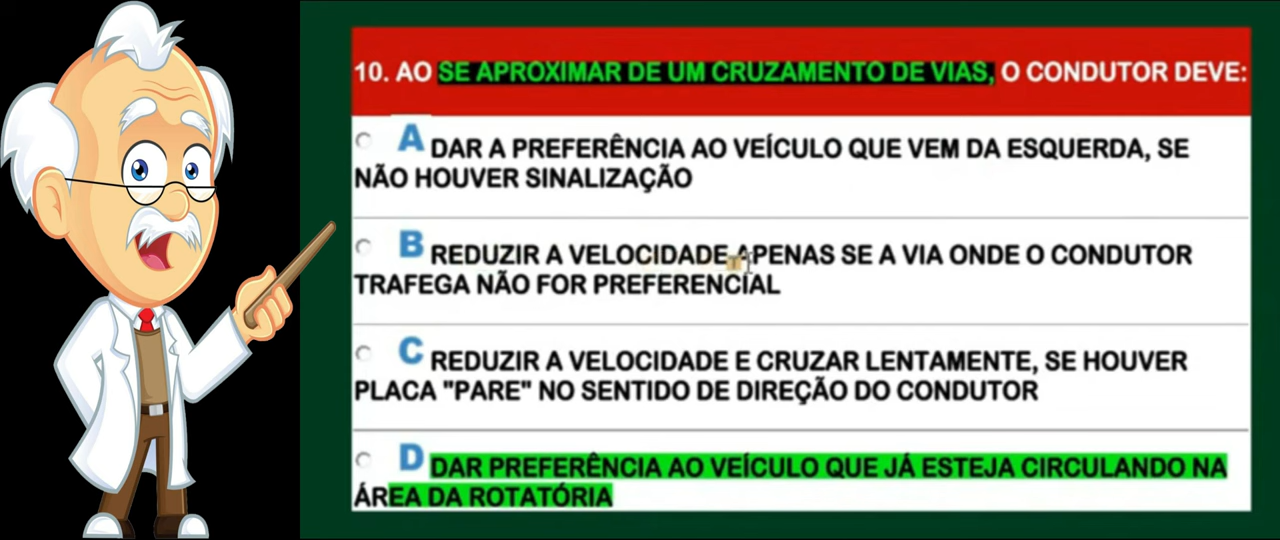 10. AO SE APROXIMAR DE UM CRUZAMENTO DE VIAS, O CONDUTOR DEVE:
A DAR A PREFERÊNCIA AO VEÍCULO QUE VEM DA ESQUERDA, SE
NÃO HOUVER SINALIZAÇÃO
B REDUZIR A VELOCIDADE APENAS SE A VIA ONDE O CONDUTOR
TRAFEGA NÃO FOR PREFERENCIAL
C REDUZIR A VELOCIDADE E CRUZAR LENTAMENTE, SE HOUVER
PLACA "PARE" NO SENTIDO DE DIREÇÃO DO CONDUTOR
D DAR PREFERÊNCIA AO VEÍCULO QUE JÁ ESTEJA CIRCULANDO NA
ÁREA DA ROTATÓRIA